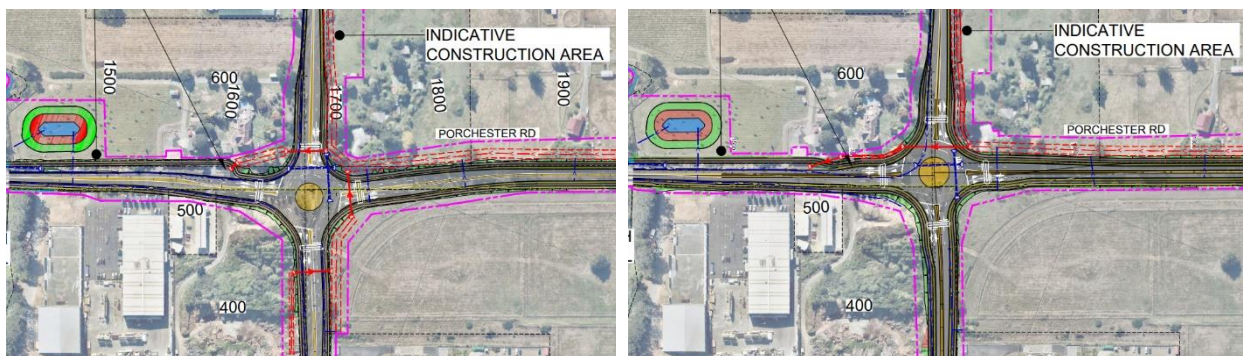 INDICATIVE
CONSTRUCTION AREA
1500
600
1600
1700
1800
1900
PORCHESTER RD
500
400
INDICATIVE
CONSTRUCTION AREA
600
PORCHESTER RD
500
400